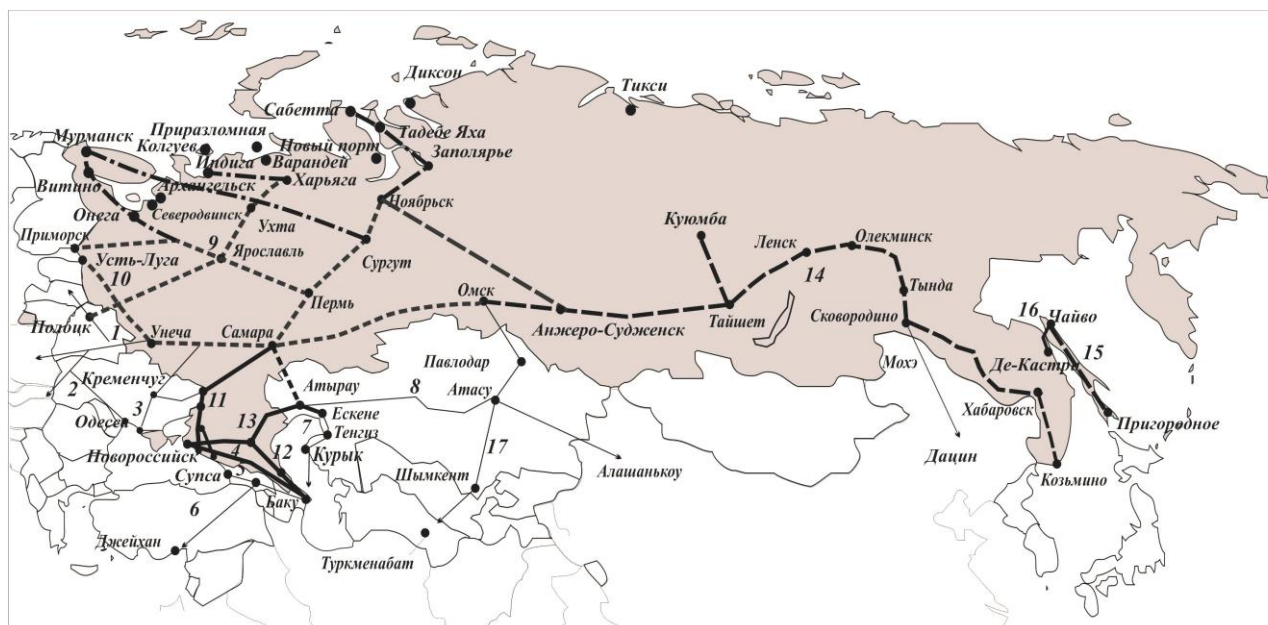 Диксон
Тикси
Сабетта
Тадебе Яха
Мурманск
Приразломная
Колгуев
Новый порт
Заполярье
Индига
Варандей
Витино
Архангельск
Харьяга
Северодвинск
Ноябрьск
Онега
Ухта
Куюмба
Приморск
9
Ярославль
Сургут
Ленск
Олекминск
Усть-Луга
10
14
Пермь
Омск
Тында
Полоцк
1
Унеча
Самара
Анжеро-Судженск
Тайшет
Сковородино
16
Чайво
15
Мохэ
Де-Кастри
Павлодар
2
Кременчуг
Атырау
8
Атасу
Хабаровск
3
11
Ескене
Пригородное
Одесса
13
7
Тенгиз
17
Новороссийск
4
12
Курык
Дацин
Супса
5
Шымкент
Алашанькоу
Козьмино
6
Баку
Джейхан
Туркменабат